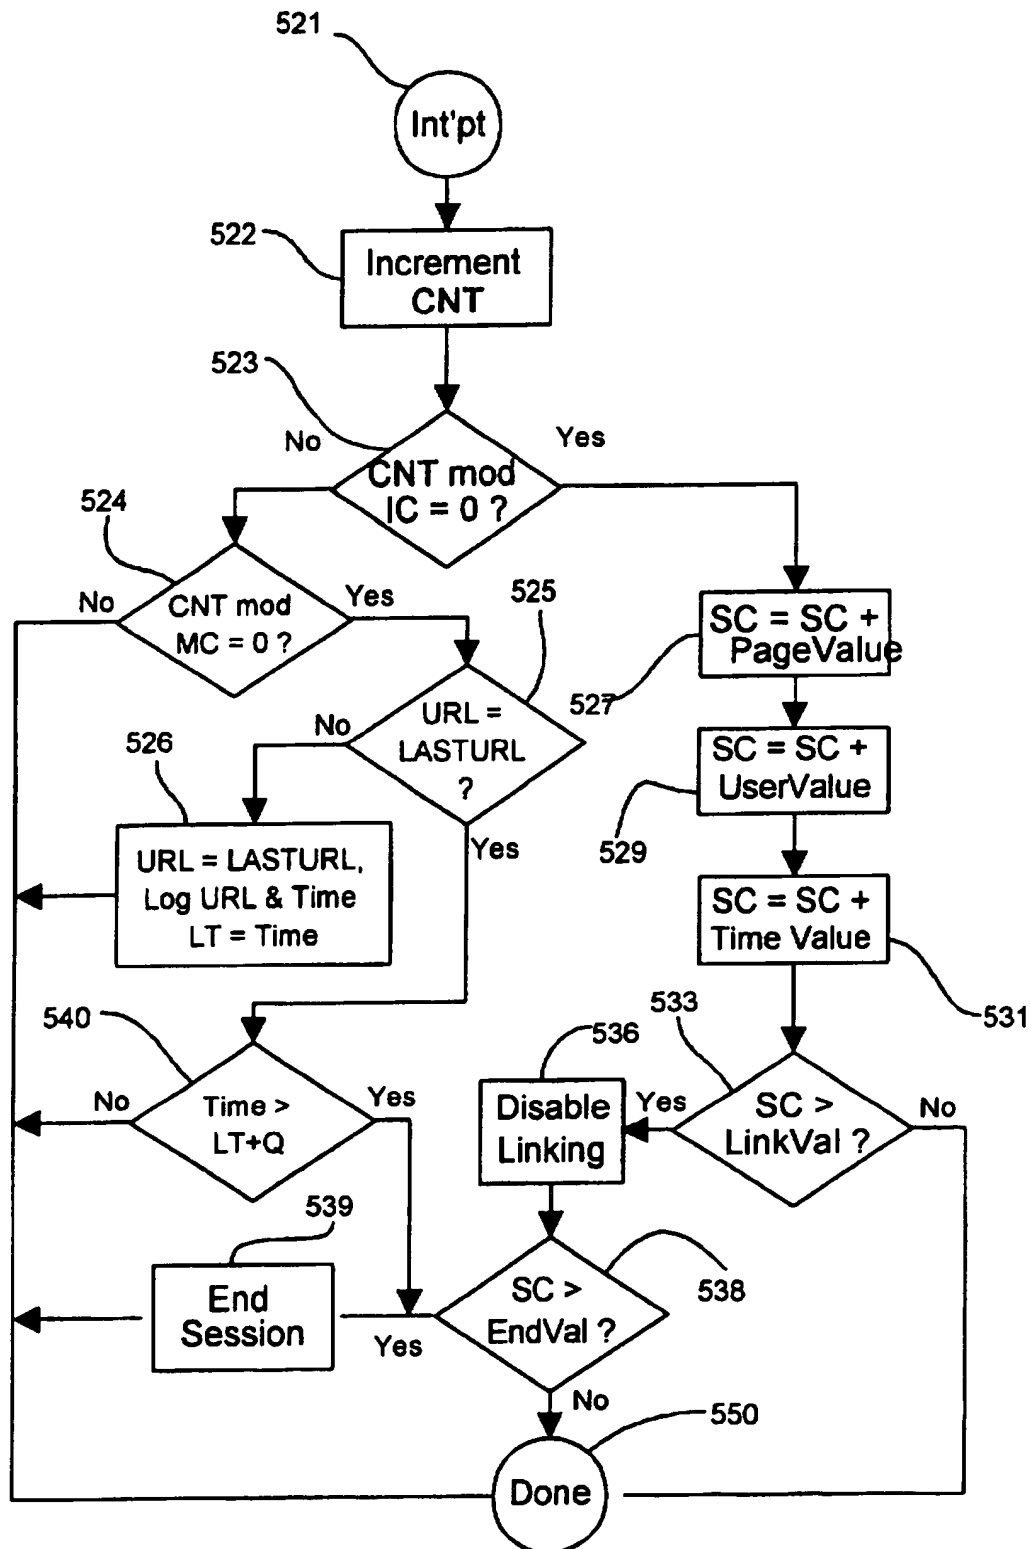 521
Int'pt
522
Increment
CNT
523
No
Yes
CNT mod
IC = 0 ?
524
No
CNT mod
MC = 0 ?
Yes
525
SC = SC +
PageValue
527
URL =
LASTURL
?
No
526
Yes
SC = SC +
UserValue
529
URL = LASTURL,
Log URL & Time
LT = Time
SC = SC +
Time Value
531
540
533
536
No
Time >
LT+Q
Yes
Disable
Linking
Yes
SC >
LinkVal ?
No
539
End
Session
Yes
SC >
EndVal ?
538
No
550
Done